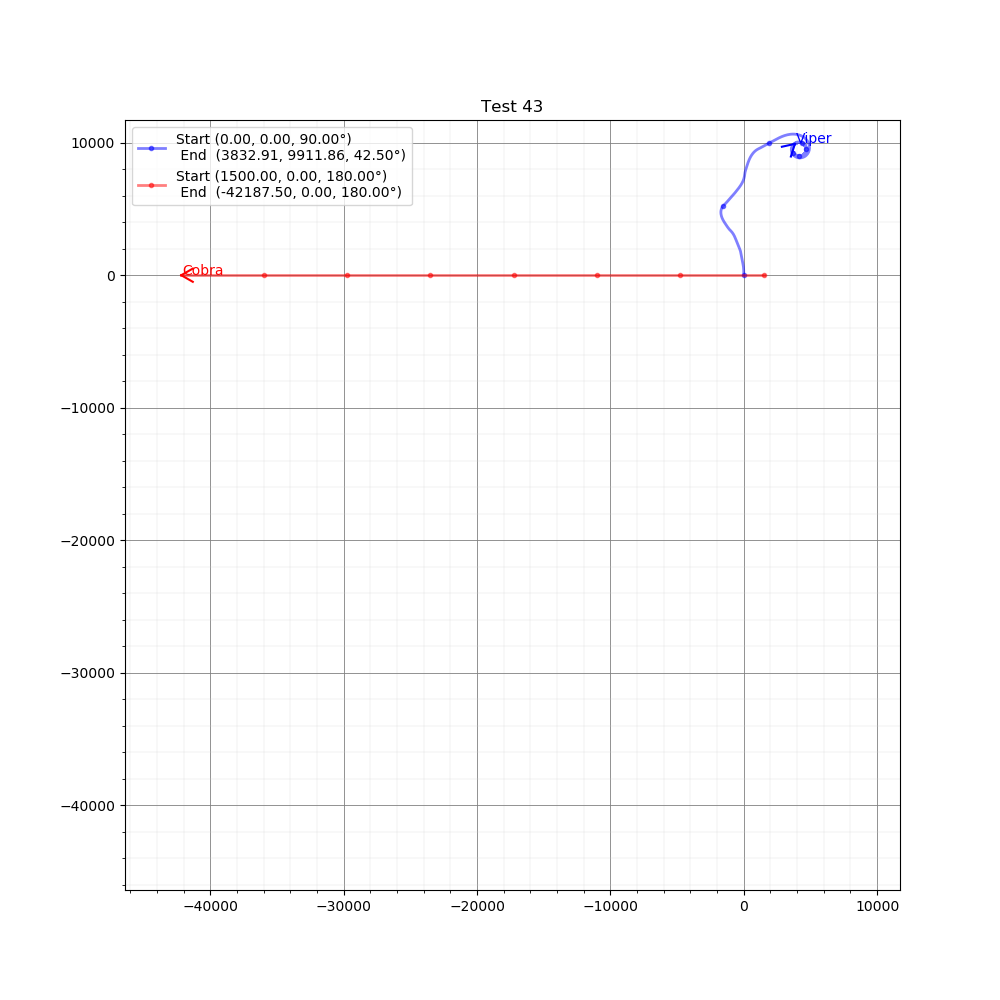 Test 43
Start (0.00, 0.00, 90.00°)
End (3832.91, 9911.86, 42.50°)
Start (1500.00, 0.00, 180.00°)
End (-42187.50, 0.00, 180.00°)
Viper
Cobra
10000
0
−10000
−20000
−30000
−40000
−40000
−30000
−20000
−10000
0
10000